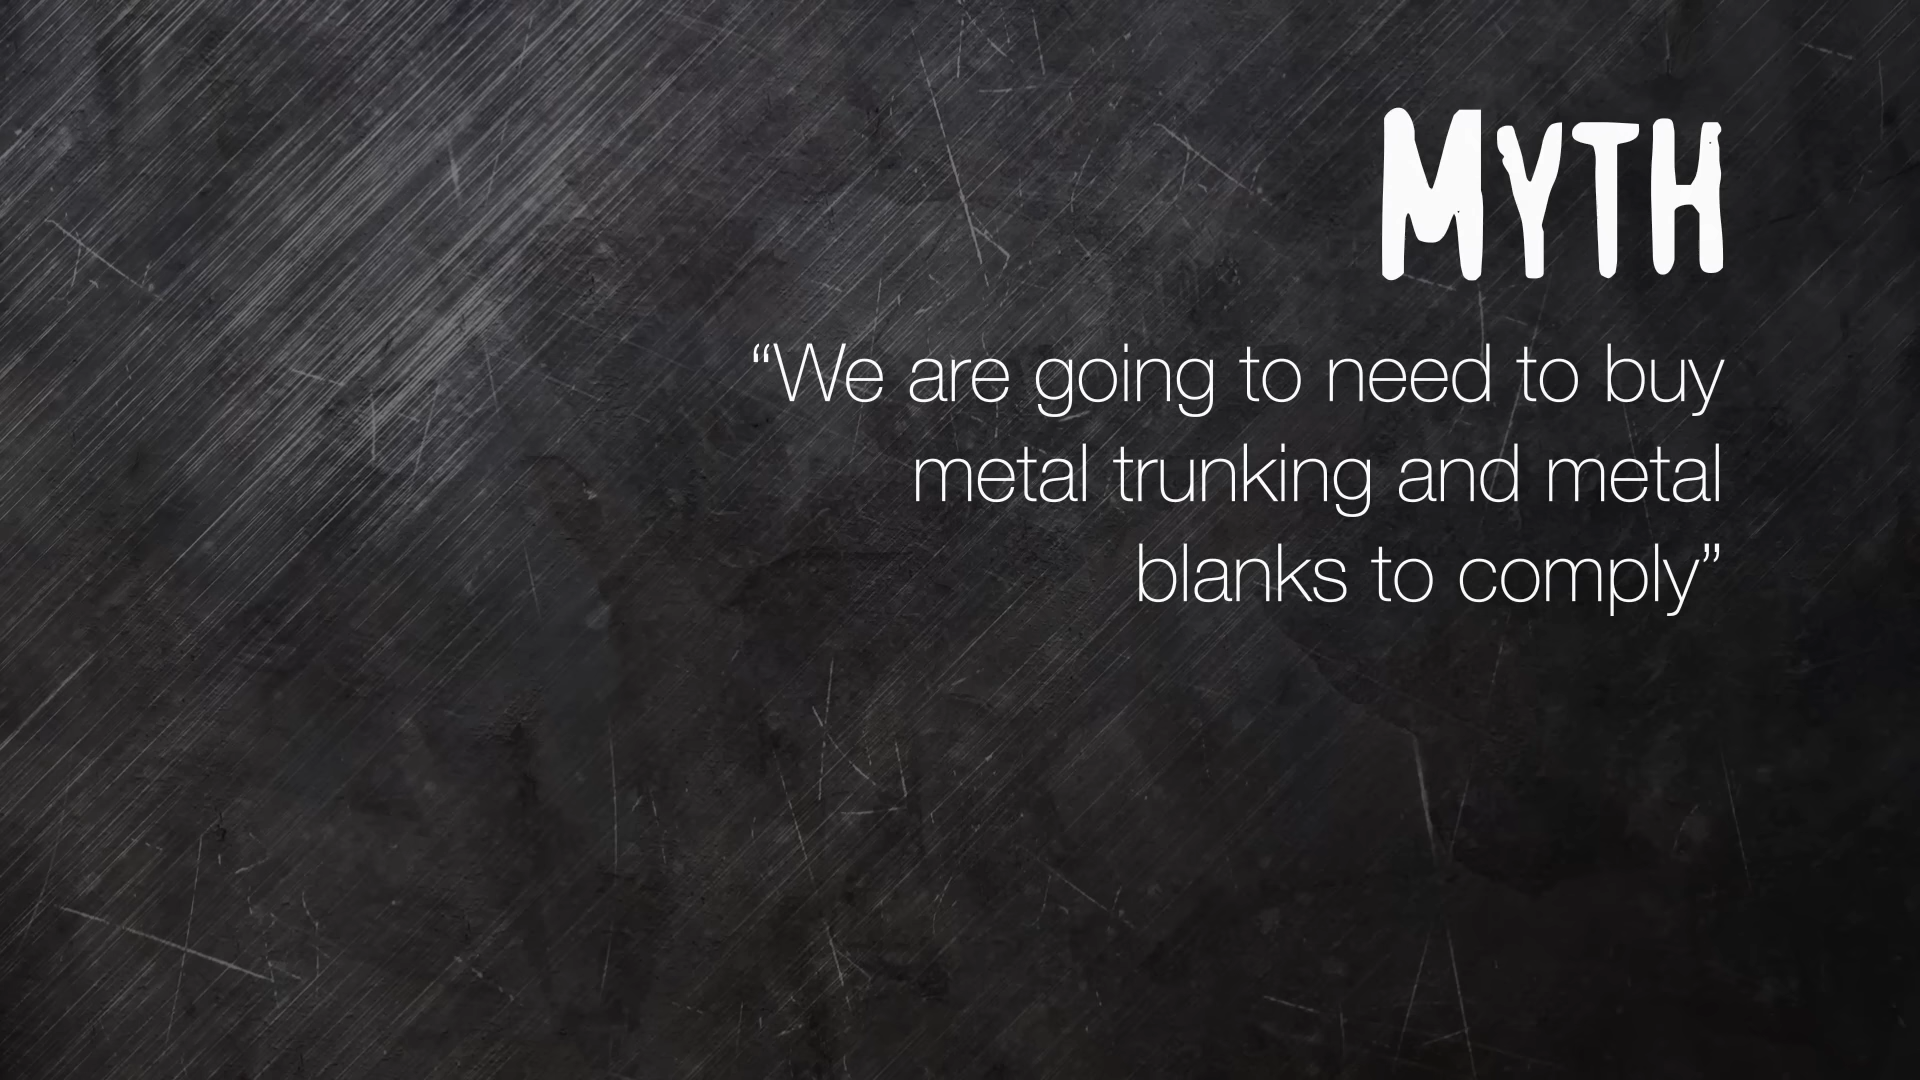 MYTH
“We are going to need to buy
metal trunking and metal
blanks to comply”